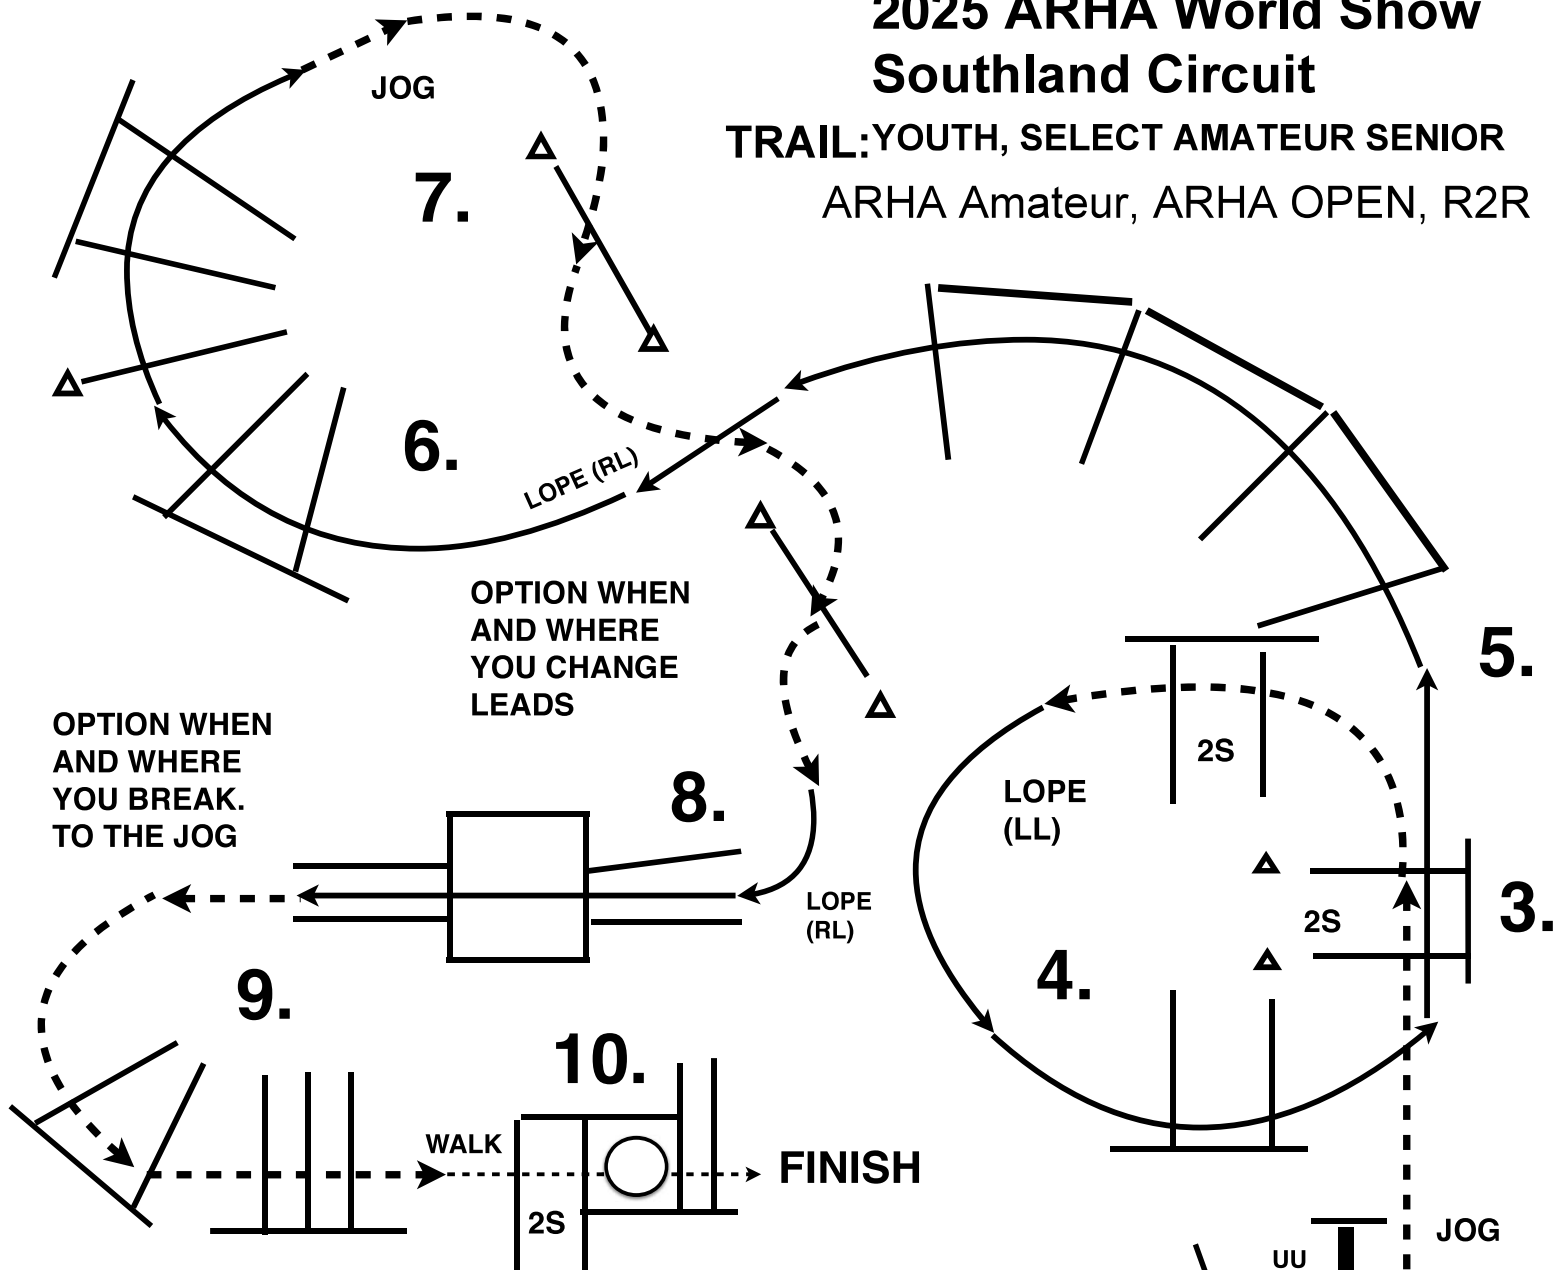 2025 ARHA World Show
Southland Circuit
TRAIL: YOUTH, SELECT AMATEUR SENIOR
ARHA Amateur, ARHA OPEN, R2R
JOG
7.
6.
LOPE (RL)
OPTION WHEN
AND WHERE
YOU CHANGE
LEADS
5.
OPTION WHEN
AND WHERE
YOU BREAK.
TO THE JOG
2S
8.
LOPE
(LL)
LOPE
(RL)
2S
3.
4.
9.
10.
WALK
FINISH
2S
JOG
UU